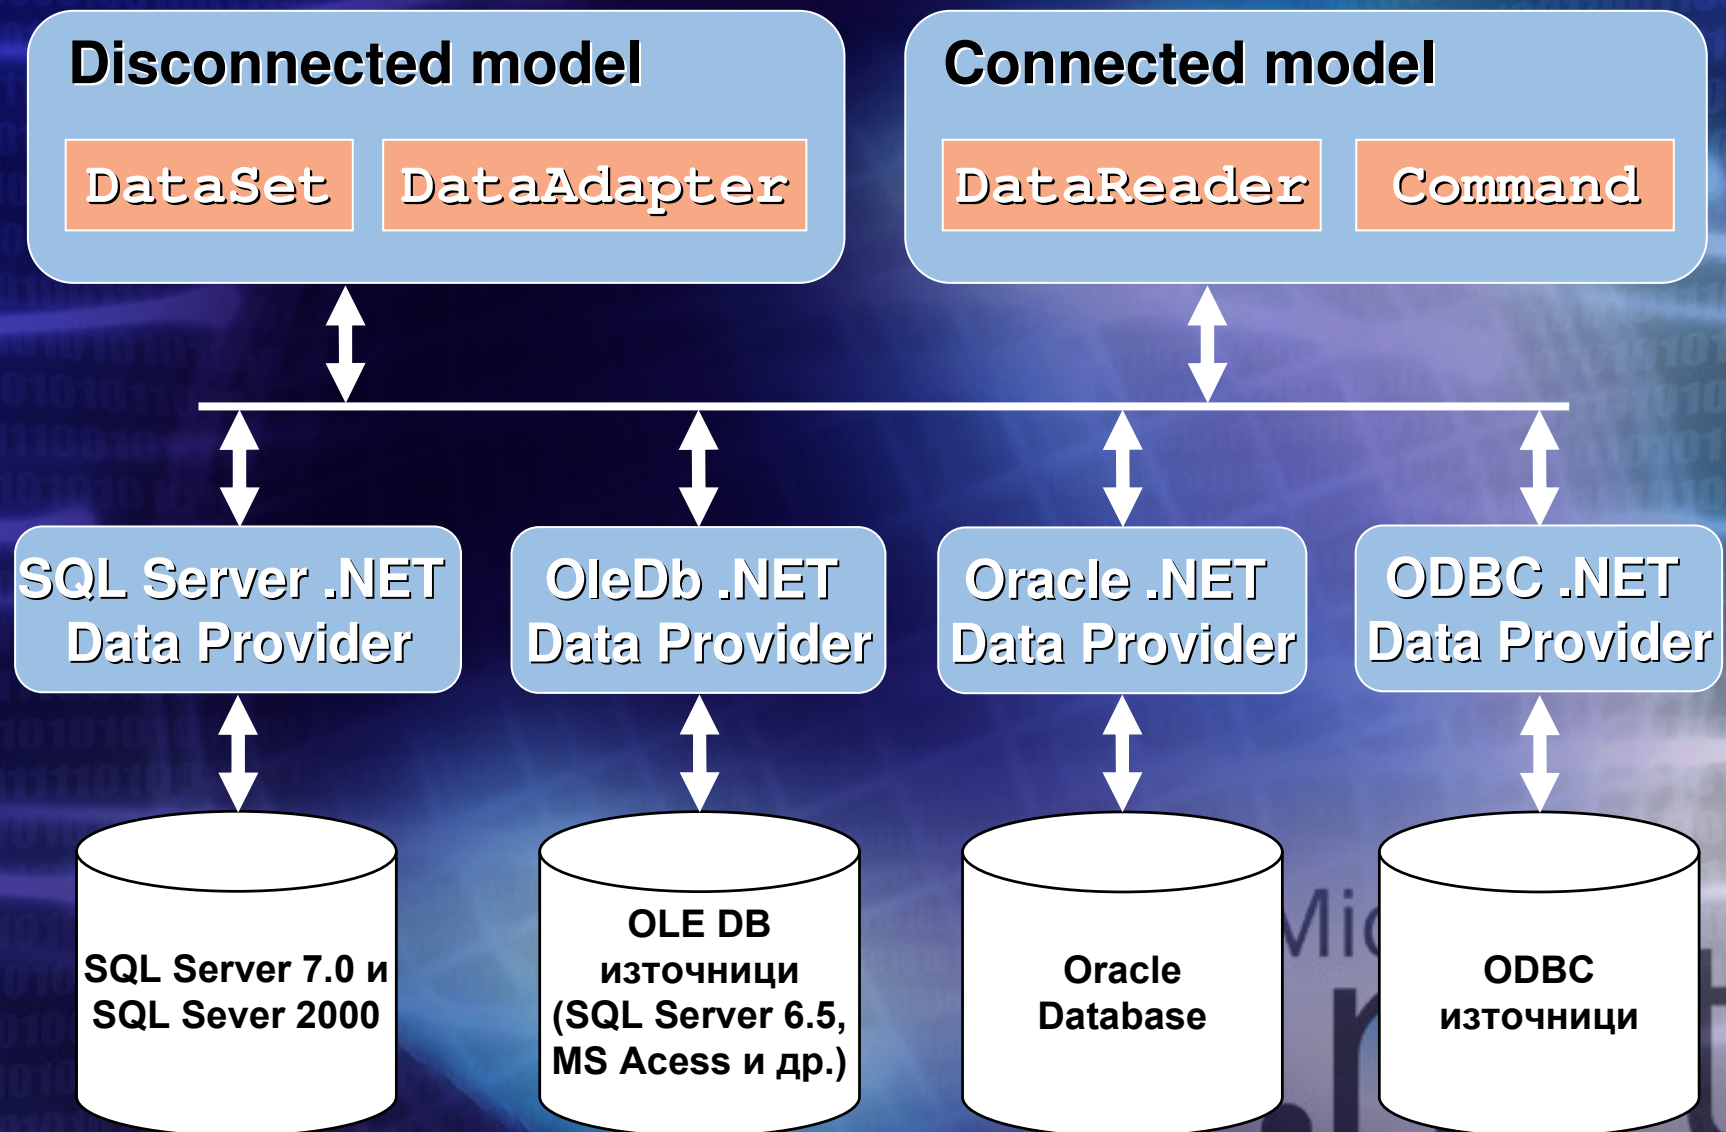 Disconnected model
Connected model
DataSet
DataAdapter
DataReader
Command
SQL Server .NET
Data Provider
OleDb .NET
Data Provider
Oracle .NET
Data Provider
ODBC .NET
Data Provider
SQL Server 7.0 и
SQL Sever 2000
OLE DB
източници
(SQL Server 6.5,
MS Acess и др.)
Oracle
Database
ODBC
източници